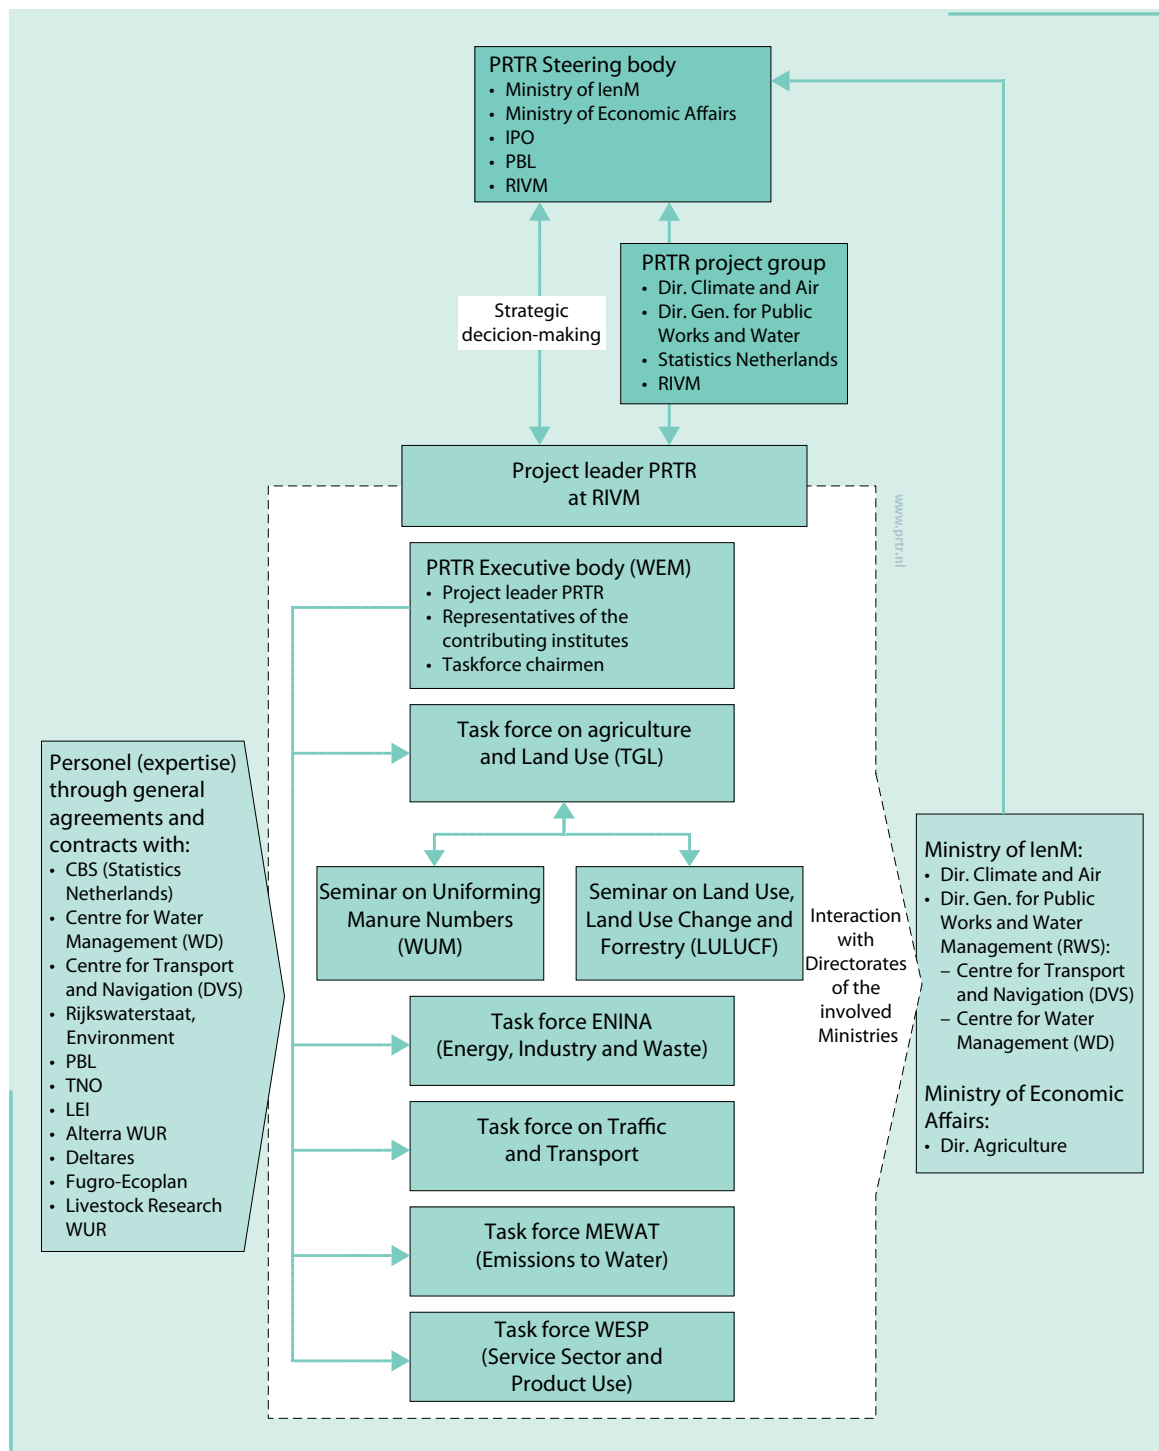 PRTR Steering body
• Ministry of IenM
• Ministry of Economic Affairs
• IPO
• PBL
• RIVM
PRTR project group
• Dir. Climate and Air
• Dir. Gen. for Public
Works and Water
• Statistics Netherlands
• RIVM
Strategic
decicion-making
Project leader PRTR
at RIVM
www.prtr.nl
PRTR Executive body (WEM)
• Project leader PRTR
• Representatives of the
contributing institutes
• Taskforce chairmen
Task force on agriculture
and Land Use (TGL)
Personel (expertise)
through general
agreements and
contracts with:
• CBS (Statistics
Netherlands)
• Centre for Water
Management (WD)
• Centre for Transport
and Navigation (DVS)
• Rijkswaterstaat,
Environment
• PBL
• TNO
• LEI
• Alterra WUR
• Deltares
• Fugro-Ecoplan
• Livestock Research
WUR
Seminar on Uniforming
Manure Numbers
(WUM)
Seminar on Land Use,
Land Use Change and
Forrestry (LULUCF)
Interaction
with
Directorates
of the
involved
Ministries
Ministry of IenM:
• Dir. Climate and Air
• Dir. Gen. for Public
Works and Water
Management (RWS):
– Centre for Transport
and Navigation (DVS)
– Centre for Water
Management (WD)
Ministry of Economic
Affairs:
• Dir. Agriculture
Task force ENINA
(Energy, Industry and Waste)
Task force on Traffic
and Transport
Task force MEWAT
(Emissions to Water)
Task force WESP
(Service Sector and
Product Use)